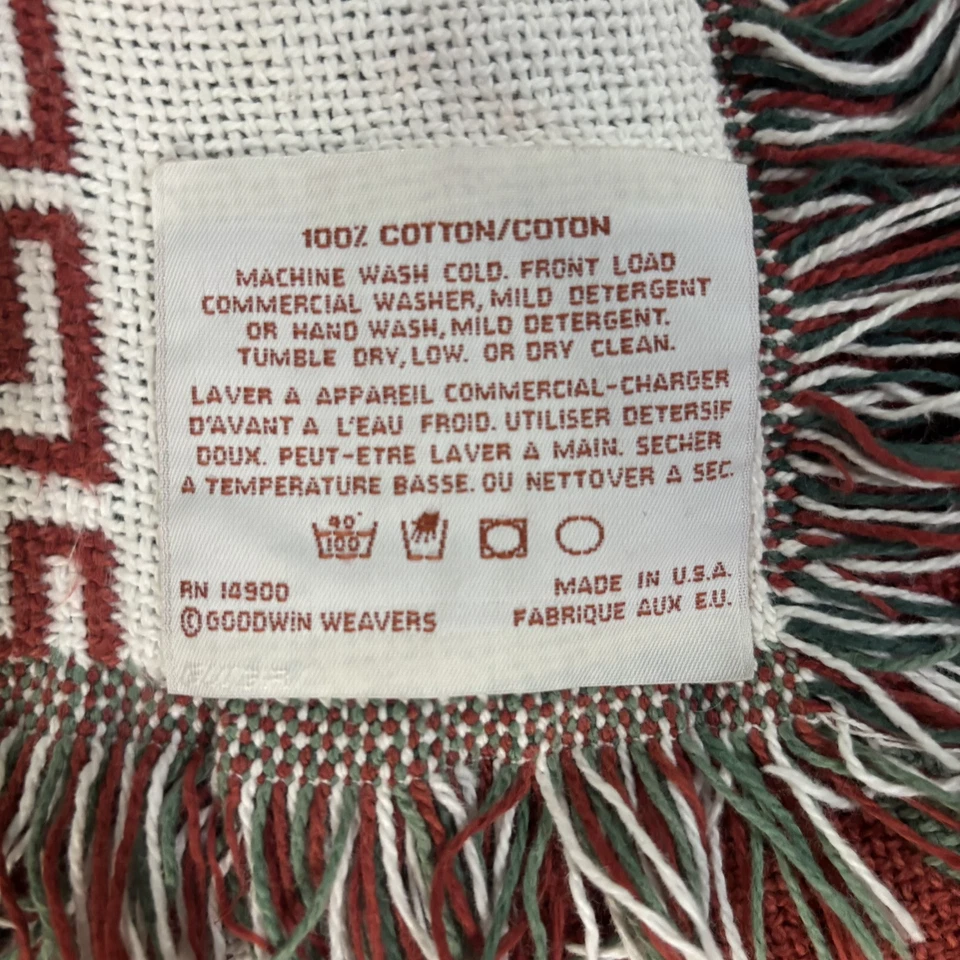 100% COTTON/COTON
MACHINE WASH COLD. FRONT LOAD
COMMERCIAL WASHER, MILD DETERGENT
OR HAND WASH, MILD DETERGENT.
TUMBLE DRY, LOW. OR DRY CLEAN.
LAVER A APPAREIL COMMERCIAL-CHARGER
D'AVANT A L'EAU FROID. UTILISER DETERSIF
DOUX. PEUT-ETRE LAVER A MAIN. SECHER
A TEMPERATURE BASSE. OU NETTOVER A SEC.
40°
100°
RN 14900
MADE IN U.S.A.
©GOODWIN WEAVERS
FABRIQUE AUX E.U.